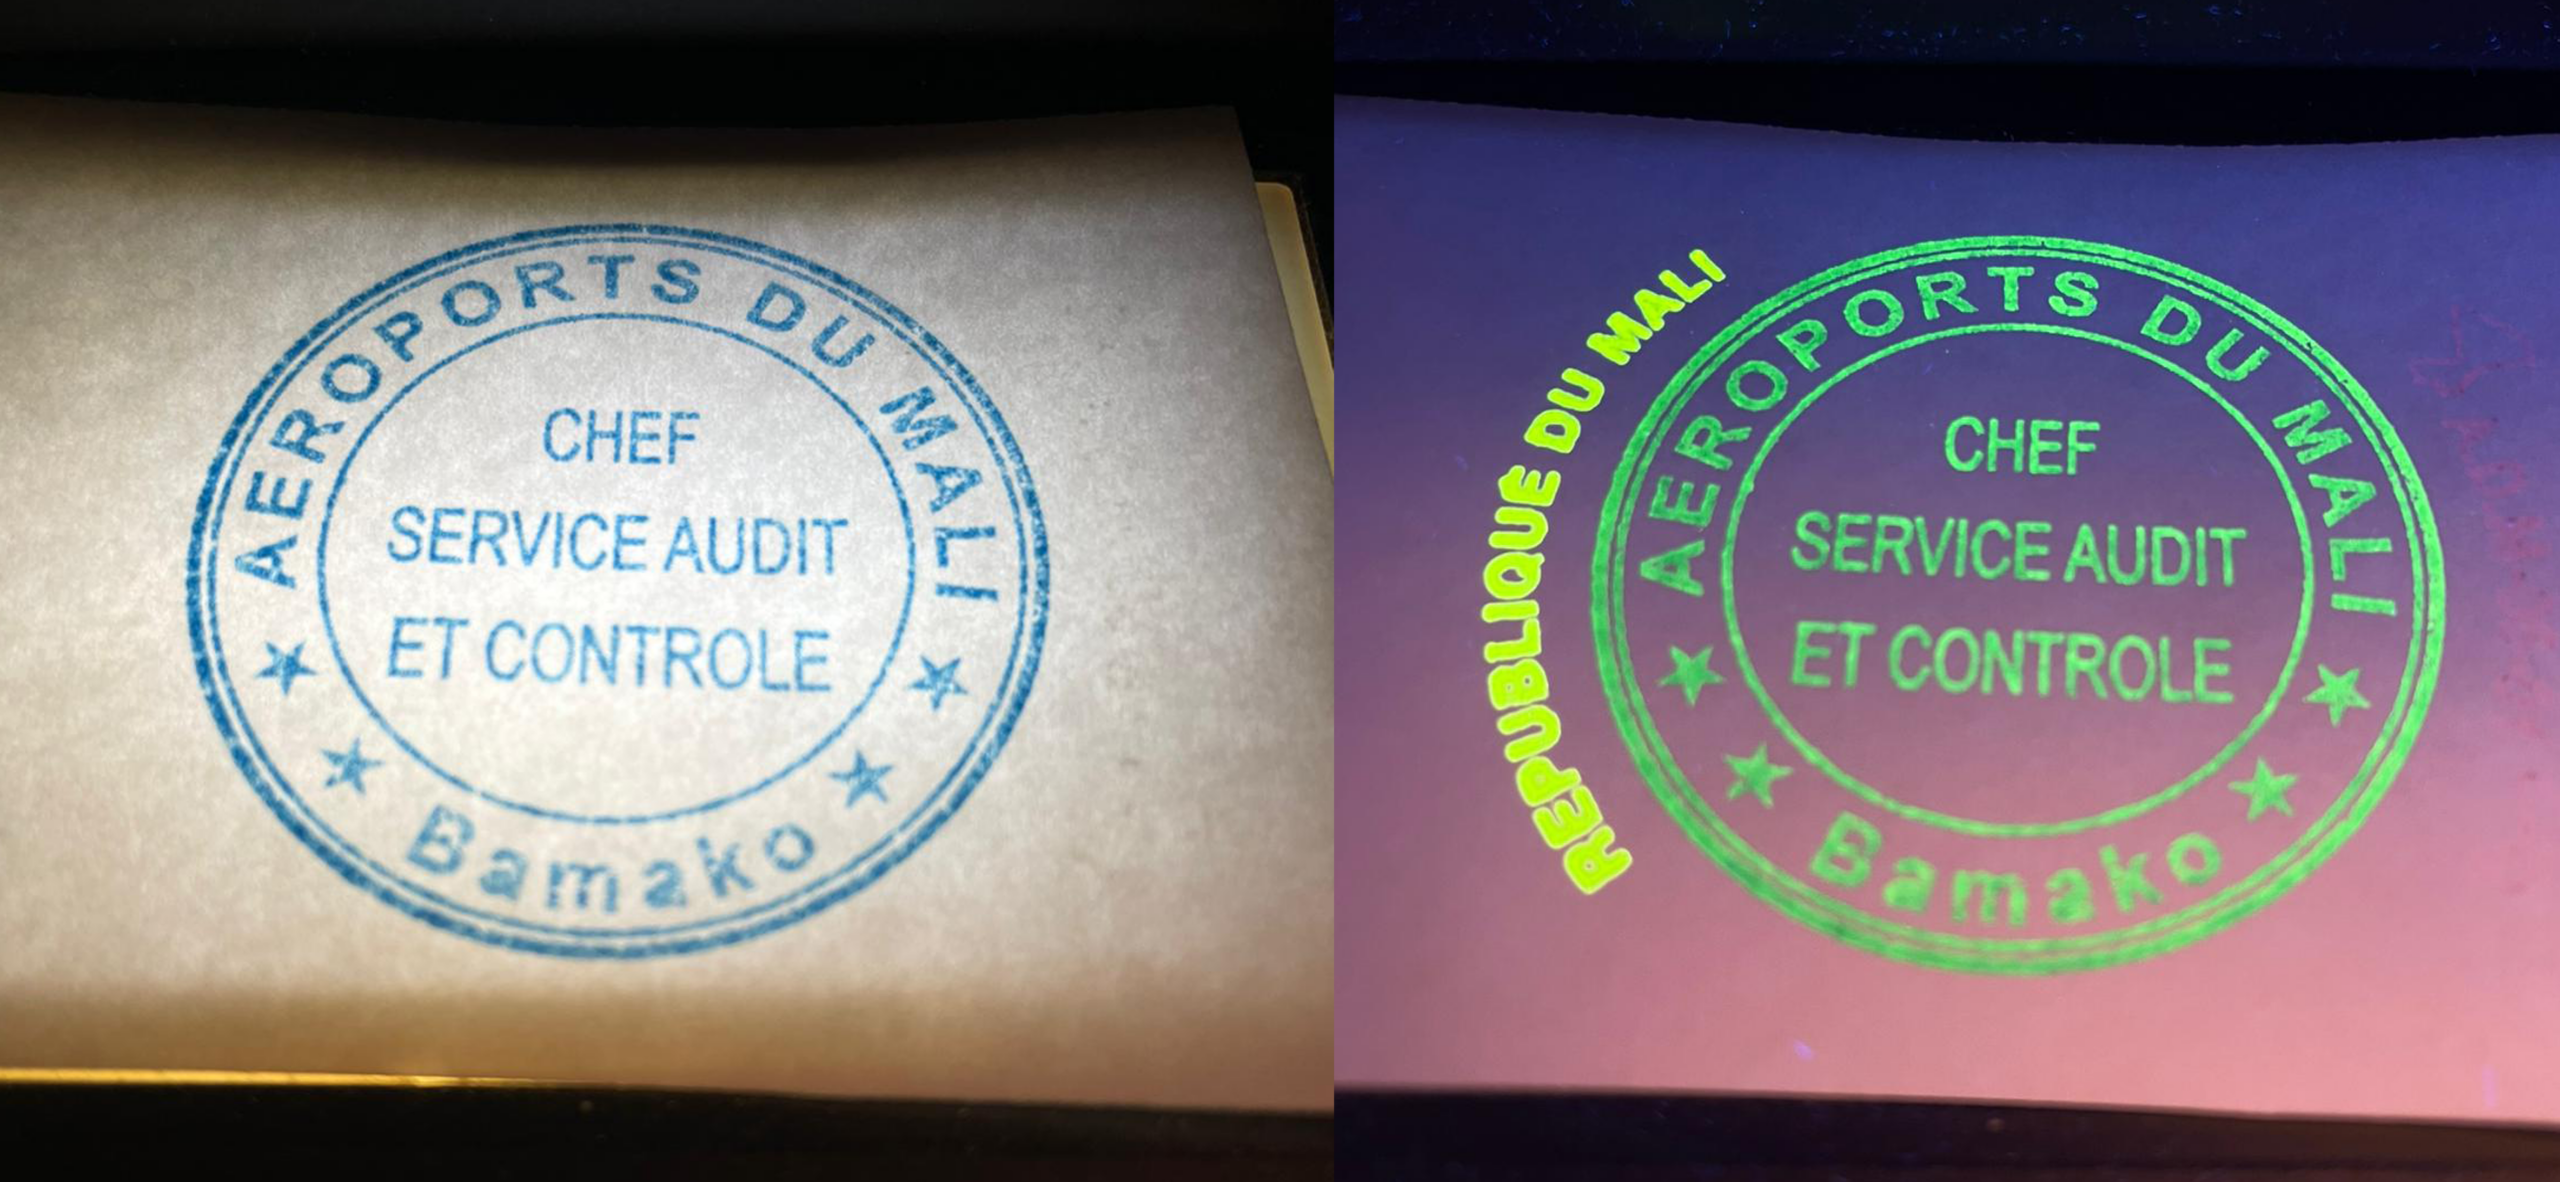 AEROPORTS DU MALI
CHEF
SERVICE AUDIT
ET CONTROLE
★ ★ Bamako ★ ★
REPUBLIQUE DU MALI
AEROPORTS DU MALI
CHEF
SERVICE AUDIT
ET CONTROLE
★ ★ Bamako ★ ★